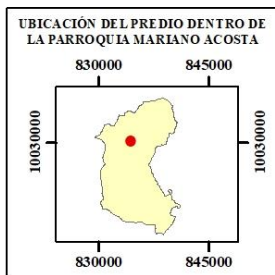 UBICACIÓN DEL PREDIO DENTRO DE
LA PARROQUIA MARIANO ACOSTA
830000 845000
10030000 10030000
830000 845000